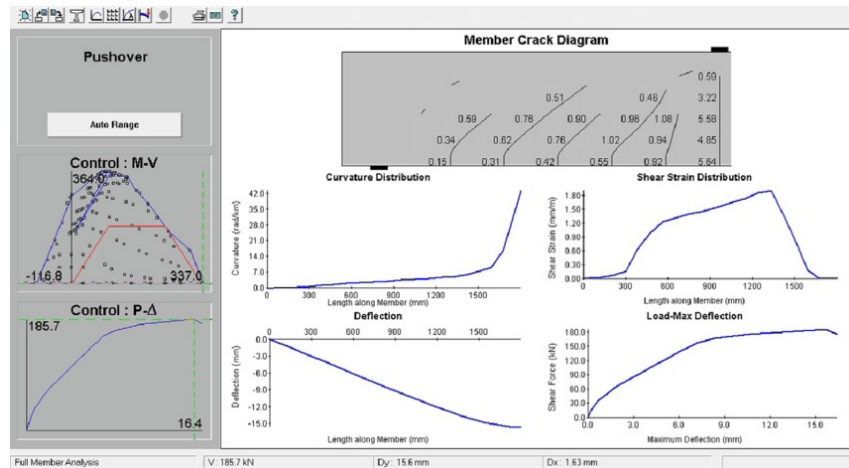 Pushover
Auto Range
Control : M-V
364.0
-116.8
337.0
Control : P-Δ
185.7
16.4
Member Crack Diagram
0.59
0.51 0.46 3.22
0.59 0.76 0.90 0.96 1.08 5.58
0.34 0.62 0.76 1.02 0.94 4.85
0.15 0.31 0.42 0.55 0.92 5.64
Curvature Distribution
Curvature (rad/km)
42.0
35.0
28.0
21.0
14.0
7.0
0.0
300 600 900 1200 1500
Length along Member (mm)
Shear Strain Distribution
Shear Strain (mm/m)
1.80
1.50
1.20
0.90
0.60
0.30
0.00
0 300 600 900 1200 1500
Length along Member (mm)
Deflection
0 300 600 900 1200 1500
Deflection (mm)
0.0
-3.0
-6.0
-9.0
-12.0
-15.0
Length along Member (mm)
Load-Max Deflection
Shear Force (kN)
180.0
150.0
120.0
90.0
60.0
30.0
0.0
0.0 3.0 6.0 9.0 12.0 15.0
Maximum Deflection (mm)
Full Member Analysis V: 185.7 kN Dy: 15.6 mm Dx: 1.63 mm